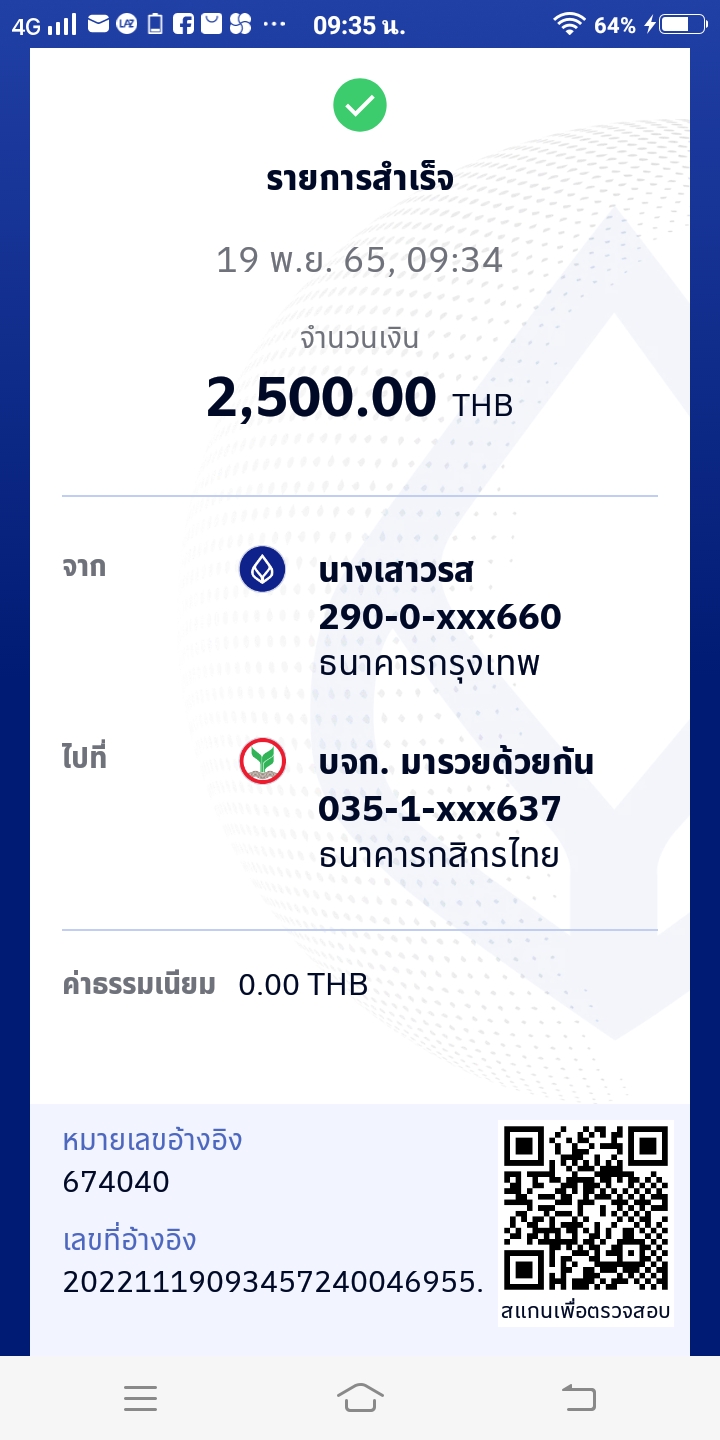 4G 09:35 น. 64%
รายการสำเร็จ
19 พ.ย. 65, 09:34
จำนวนเงิน
2,500.00 THB
จาก นางเสาวรส
290-0-xxx660
ธนาคารกรุงเทพ
ไปที่ บจก. มารวยด้วยกัน
035-1-xxx637
ธนาคารกสิกรไทย
ค่าธรรมเนียม 0.00 THB
หมายเลขอ้างอิง
674040
เลขที่อ้างอิง
20221119093457240046955.
สแกนเพื่อตรวจสอบ